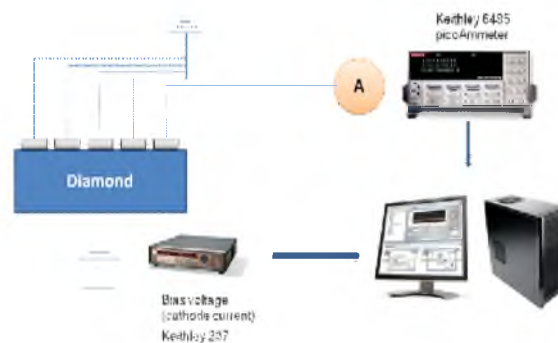 Keithley 6485
picoAmmeter
A
Diamond
Bias voltage
(cathode current)
Keithley 237